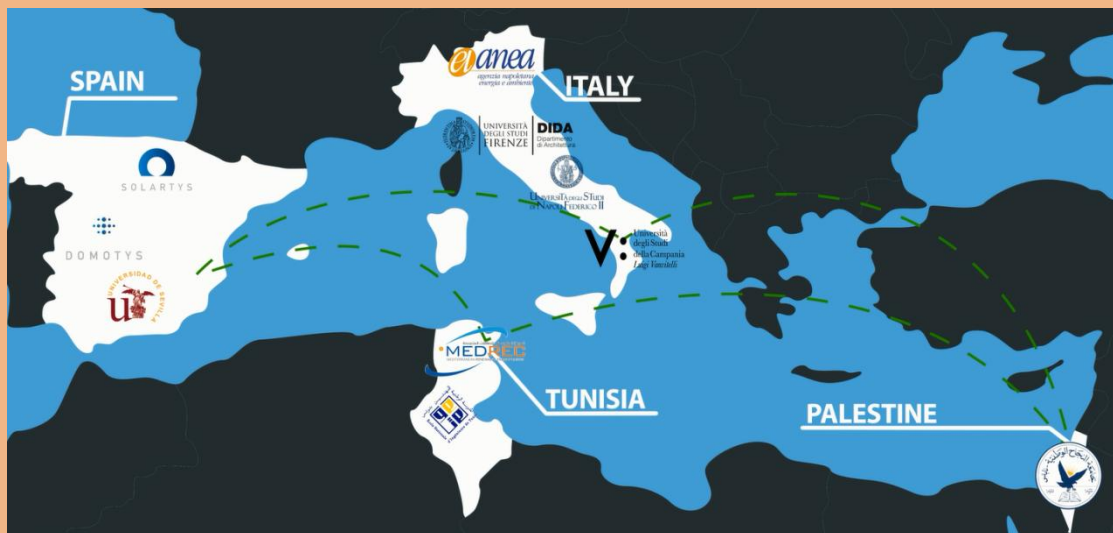 SPAIN
SOLARTYS
DOMOTYS
UNIVERSIDAD DE SEVILLA
anea
agenzia napoletana
energia e ambiente
ITALY
UNIVERSITÀ
DEGLI STUDI
FIRENZE
DIDA
Dipartimento
di Architettura
UNIVERSITÀ DEGLI STUDI
DI NAPOLI FEDERICO II
V:
Università
degli Studi
della Campania
Luigi Vanvitelli
MEDREC
TUNISIA
PALESTINE